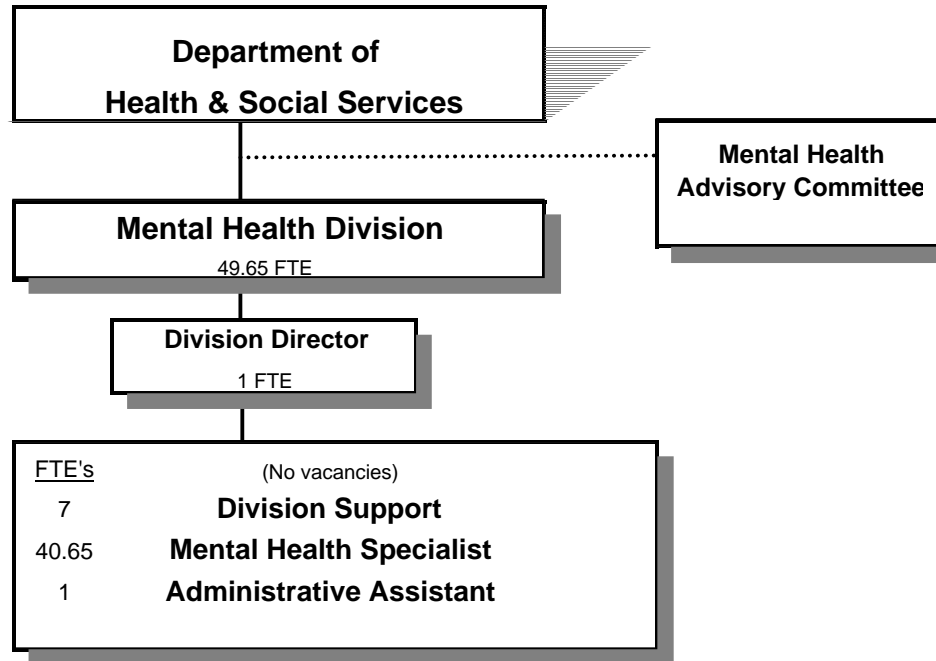 Department of
Health & Social Services
Mental Health
Advisory Committee
Mental Health Division
49.65 FTE
Division Director
1 FTE
FTE's (No vacancies)
7 Division Support
40.65 Mental Health Specialist
1 Administrative Assistant